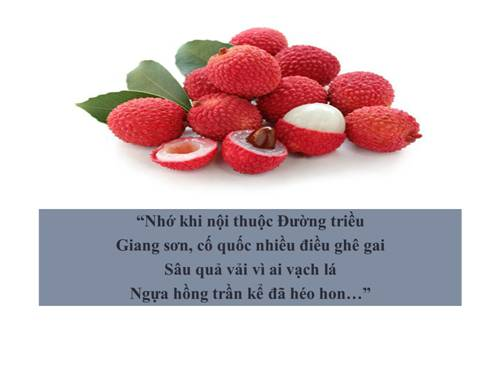 “Nhớ khi nội thuộc Đường triều
Giang sơn, cố quốc nhiều điều ghê gai
Sâu quả vải vì ai vạch lá
Ngựa hồng trần kể đã héo hon…”